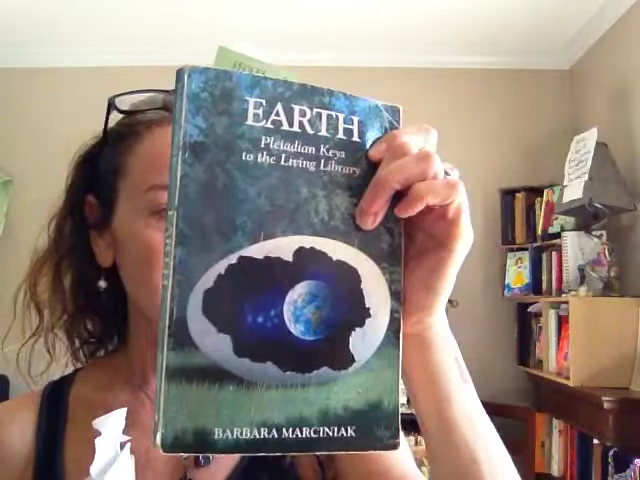 EARTH
Pleiadian Keys
to the Living Library
BARBARA MARCINIAK